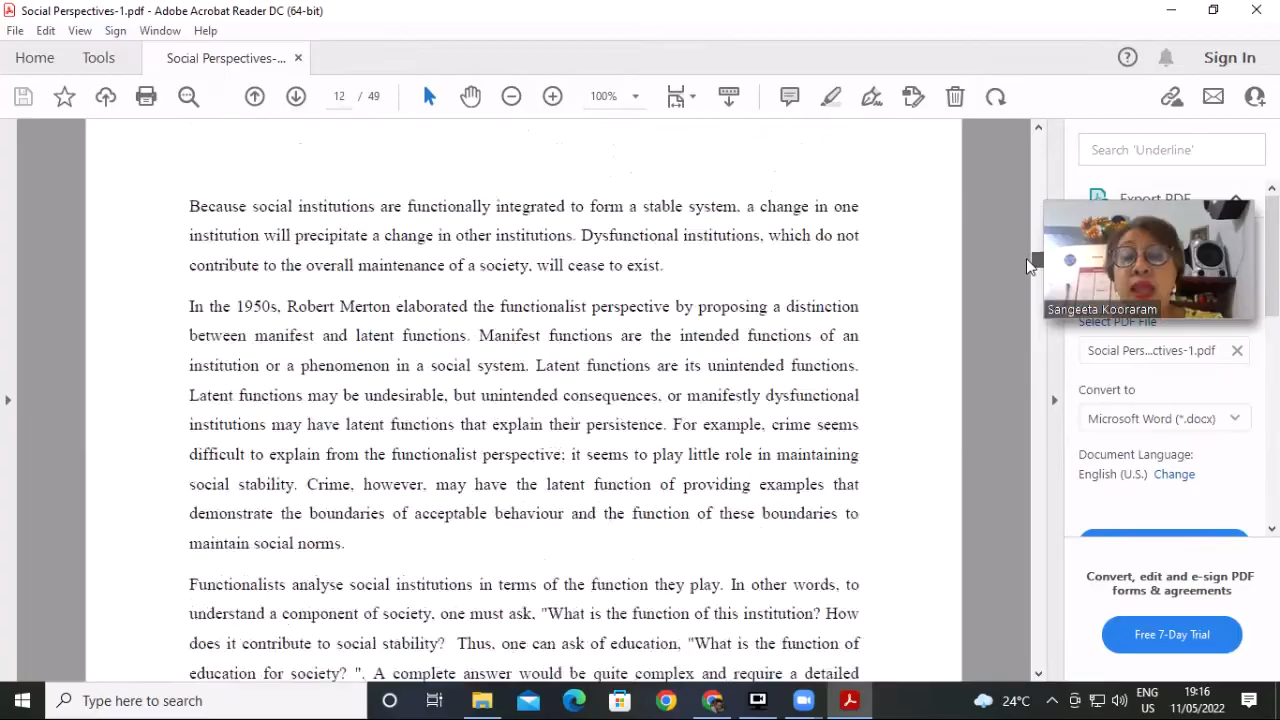 Social Perspectives-1.pdf - Adobe Acrobat Reader DC (64-bit)
File Edit View Sign Window Help
Home Tools Social Perspectives-... × Sign In
12 / 49 100%
Search 'Underline'
Export PDF
Because social institutions are functionally integrated to form a stable system, a change in one
institution will precipitate a change in other institutions. Dysfunctional institutions, which do not
contribute to the overall maintenance of a society, will cease to exist.
In the 1950s, Robert Merton elaborated the functionalist perspective by proposing a distinction
between manifest and latent functions. Manifest functions are the intended functions of an
institution or a phenomenon in a social system. Latent functions are its unintended functions.
Latent functions may be undesirable, but unintended consequences, or manifestly dysfunctional
institutions may have latent functions that explain their persistence. For example, crime seems
difficult to explain from the functionalist perspective; it seems to play little role in maintaining
social stability. Crime, however, may have the latent function of providing examples that
demonstrate the boundaries of acceptable behaviour and the function of these boundaries to
maintain social norms.
Functionalists analyse social institutions in terms of the function they play. In other words, to
understand a component of society, one must ask, "What is the function of this institution? How
does it contribute to social stability? Thus, one can ask of education, "What is the function of
education for society? ". A complete answer would be quite complex and require a detailed
Sangeeta Kooraram
Select PDF File
Social Pers...ctives-1.pdf
Convert to
Microsoft Word (*.docx)
Document Language:
English (U.S.) Change
Convert, edit and e-sign PDF
forms & agreements
Free 7-Day Trial
Type here to search
24°C
ENG
US
19:16
11/05/2022